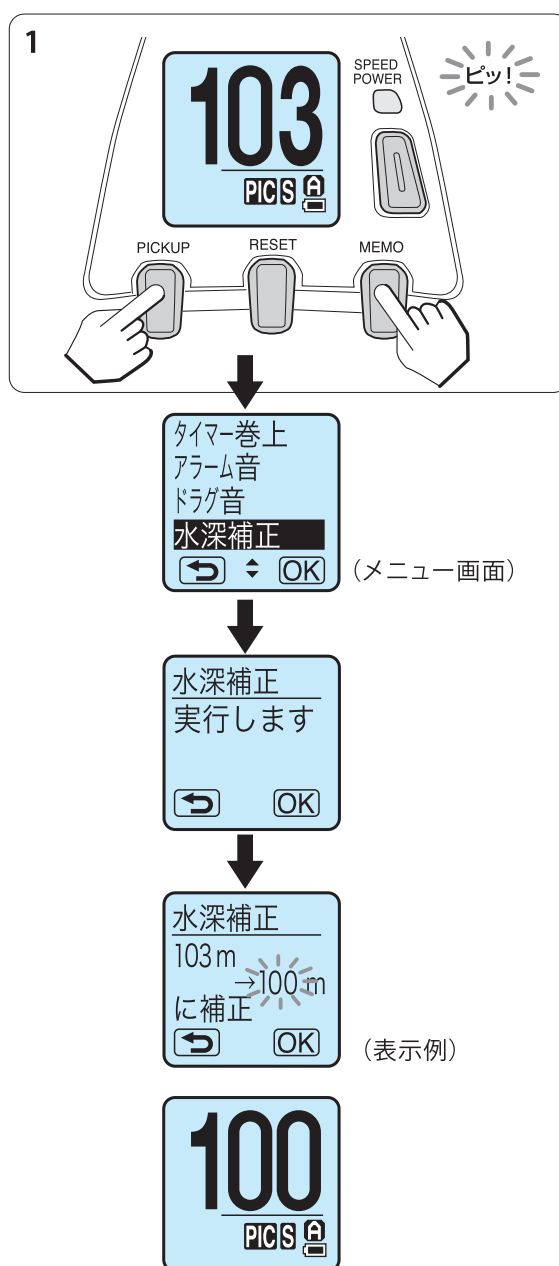 1
103
PIC S A
SPEED
POWER
ピッ!
PICKUP
RESET
MEMO
タイマー巻上
アラーム音
ドラグ音
水深補正
OK
(メニュー画面)
水深補正
実行します
OK
水深補正
103m
→100m
に補正
OK
(表示例)
100
PIC S A